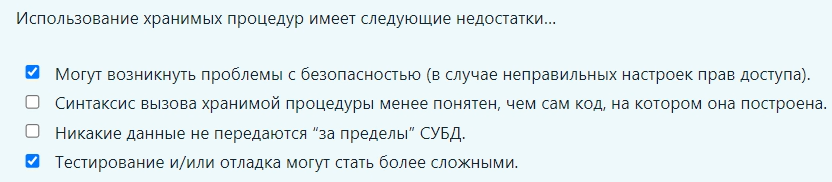 Использование хранимых процедур имеет следующие недостатки...
Могут возникнуть проблемы с безопасностью (в случае неправильных настроек прав доступа).
Синтаксис вызова хранимой процедуры менее понятен, чем сам код, на котором она построена.
Никакие данные не передаются “за пределы” СУБД.
Тестирование и/или отладка могут стать более сложными.